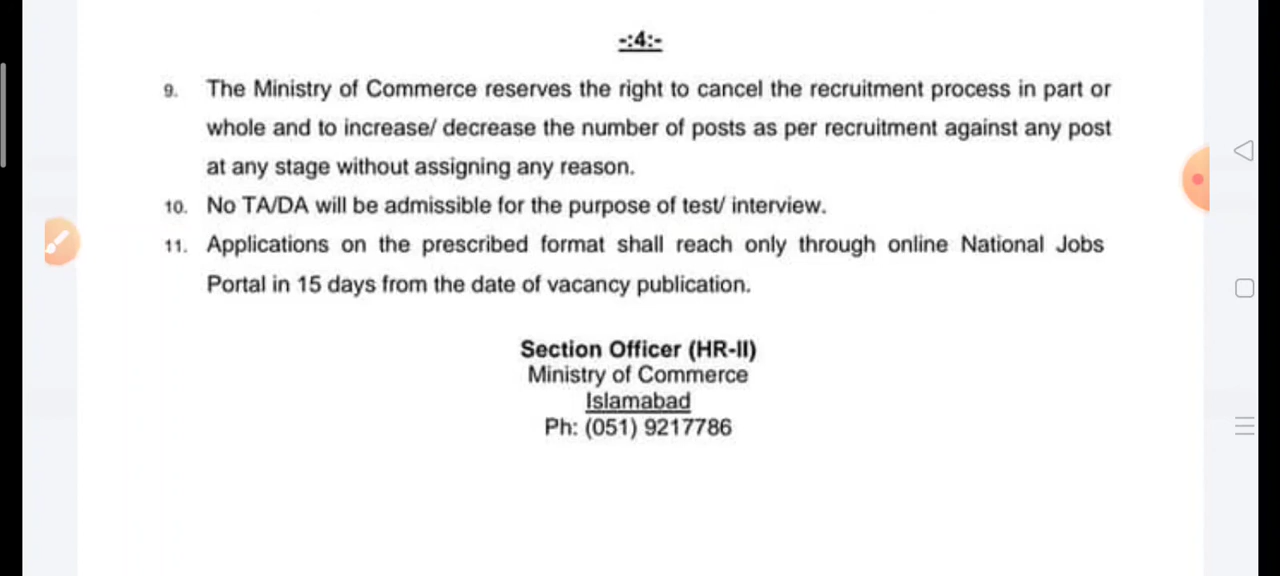 -:4:-
9. The Ministry of Commerce reserves the right to cancel the recruitment process in part or
whole and to increase/ decrease the number of posts as per recruitment against any post
at any stage without assigning any reason.
10. No TA/DA will be admissible for the purpose of test/ interview.
11. Applications on the prescribed format shall reach only through online National Jobs
Portal in 15 days from the date of vacancy publication.
Section Officer (HR-II)
Ministry of Commerce
Islamabad
Ph: (051) 9217786